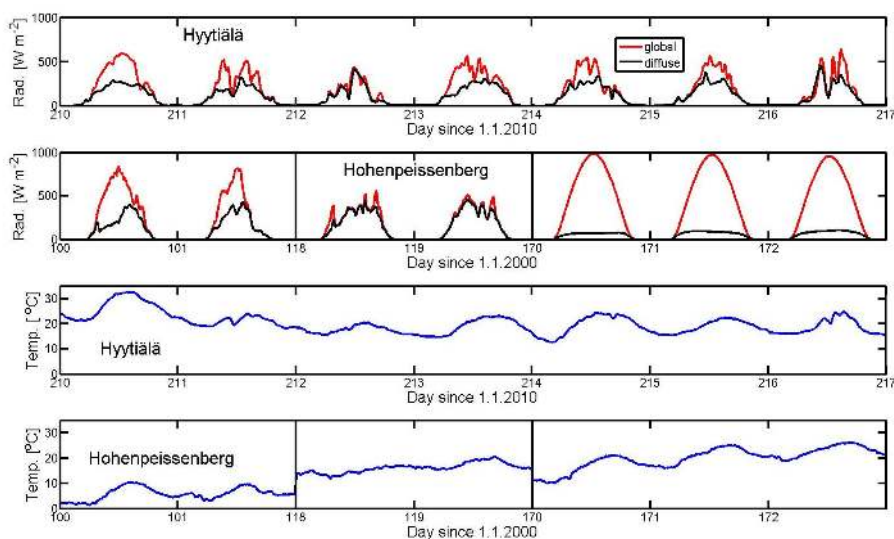 1000
Hyytiälä
global
diffuse
500
Rad. [W m⁻²]
0
210 211 212 213 214 215 216 217
Day since 1.1.2010
1000
Hohenpeissenberg
500
Rad. [W m⁻²]
0
100 101 118 119 170 171 172
Day since 1.1.2000
30
20
10
Temp. [°C]
Hyytiälä
0
210 211 212 213 214 215 216 217
Day since 1.1.2010
30
20
10
Temp. [°C]
Hohenpeissenberg
0
100 101 118 119 170 171 172
Day since 1.1.2000